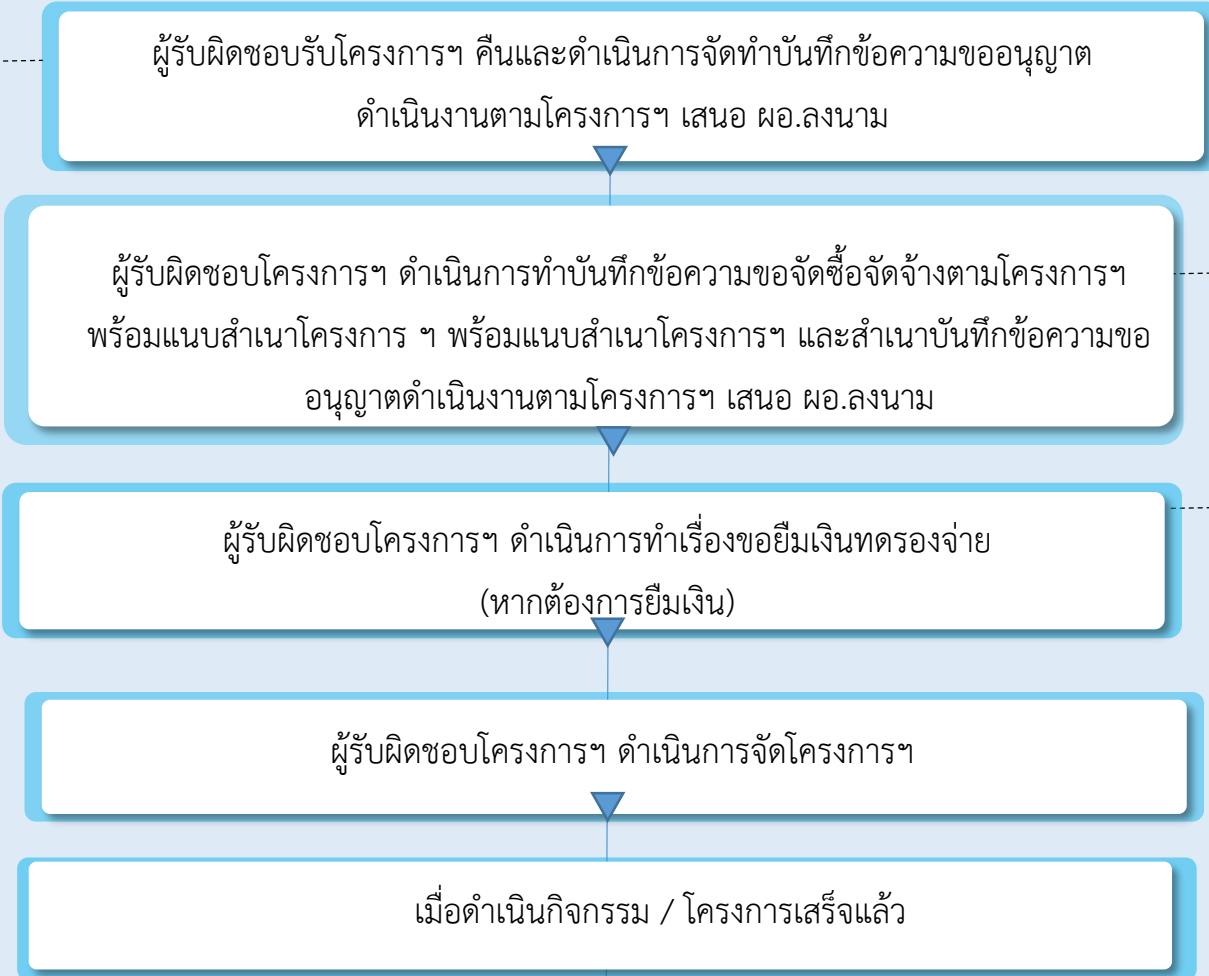 ผู้รับผิดชอบรับโครงการฯ คืนและดำเนินการจัดทำบันทึกข้อความขออนุญาต
ดำเนินงานตามโครงการฯ เสนอ ผอ.ลงนาม
ผู้รับผิดชอบโครงการฯ ดำเนินการทำบันทึกข้อความขอจัดซื้อจัดจ้างตามโครงการฯ
พร้อมแนบสำเนาโครงการ ฯ พร้อมแนบสำเนาโครงการฯ และสำเนาบันทึกข้อความขอ
อนุญาตดำเนินงานตามโครงการฯ เสนอ ผอ.ลงนาม
ผู้รับผิดชอบโครงการฯ ดำเนินการทำเรื่องขอยืมเงินทดรองจ่าย
(หากต้องการยืมเงิน)
ผู้รับผิดชอบโครงการฯ ดำเนินการจัดโครงการฯ
เมื่อดำเนินกิจกรรม / โครงการเสร็จแล้ว